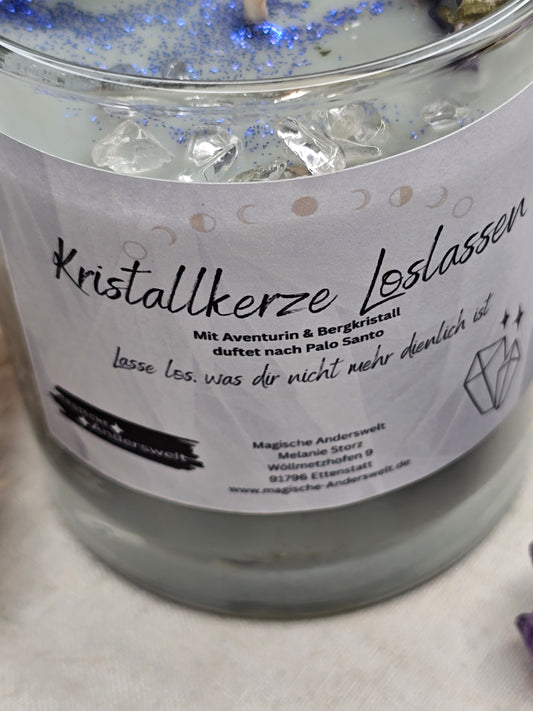 Kristallkerze Loslassen
Mit Aventurin & Bergkristall
duftet nach Palo Santo
Lasse los. was dir nicht mehr dienlich ist
Magische
Anderswelt
Magische Anderswelt
Melanie Storz
Wöllmetzhofen 9
91796 Ettenstatt
www.magische-Anderswelt.de